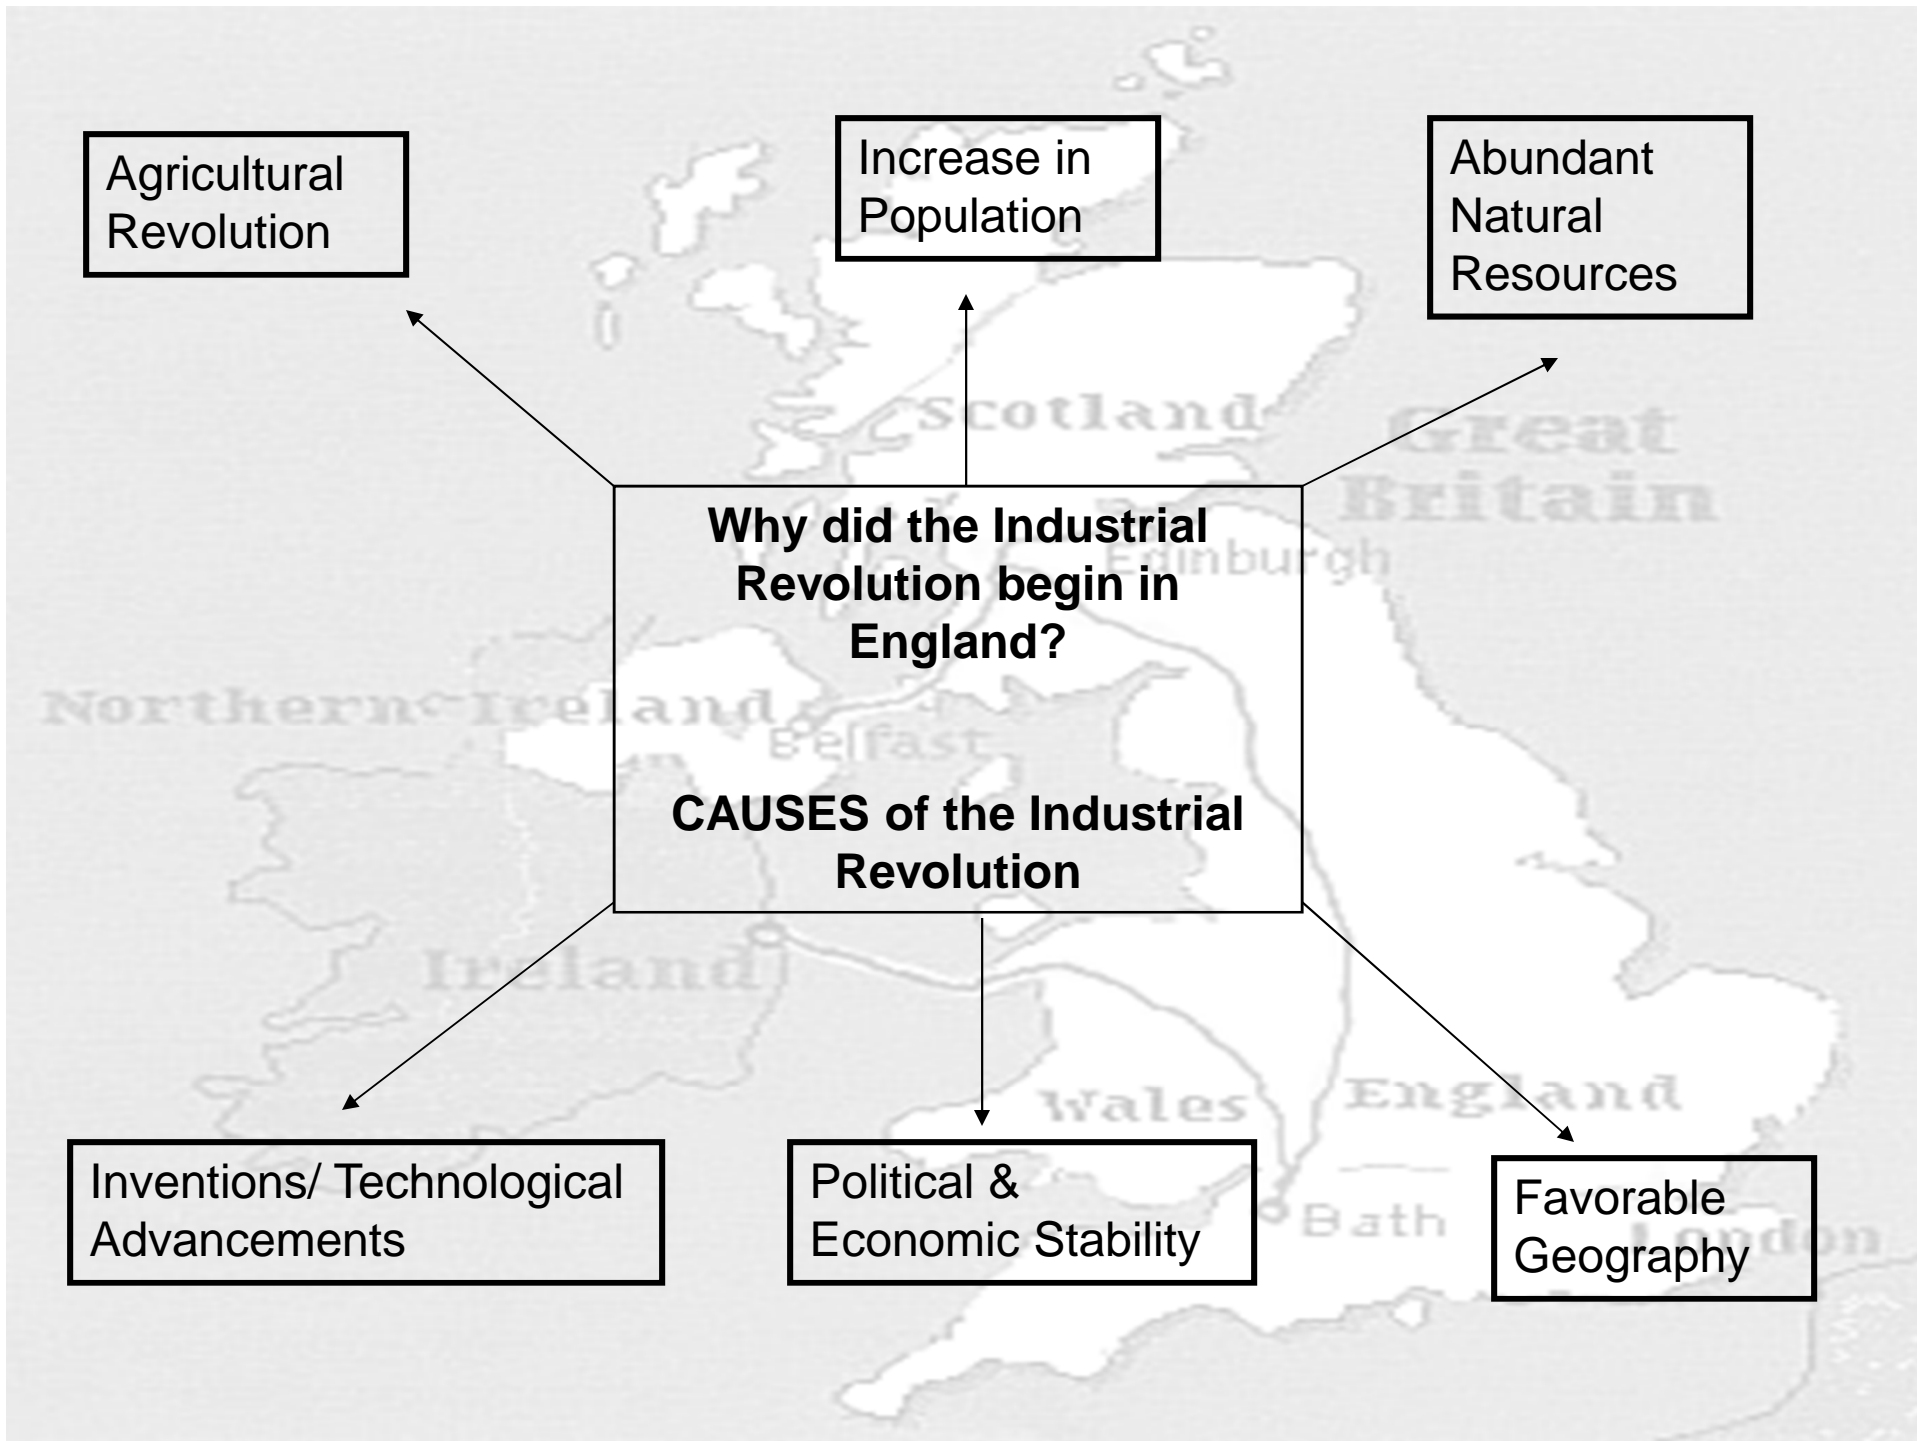 Agricultural
Revolution
Increase in
Population
Abundant
Natural
Resources
Scotland
Great
Britain
Why did the Industrial
Revolution begin in
England?
Edinburgh
Northern Ireland
Belfast
CAUSES of the Industrial
Revolution
Ireland
Wales
England
Inventions/ Technological
Advancements
Political &
Economic Stability
Bath
Favorable
Geography
London